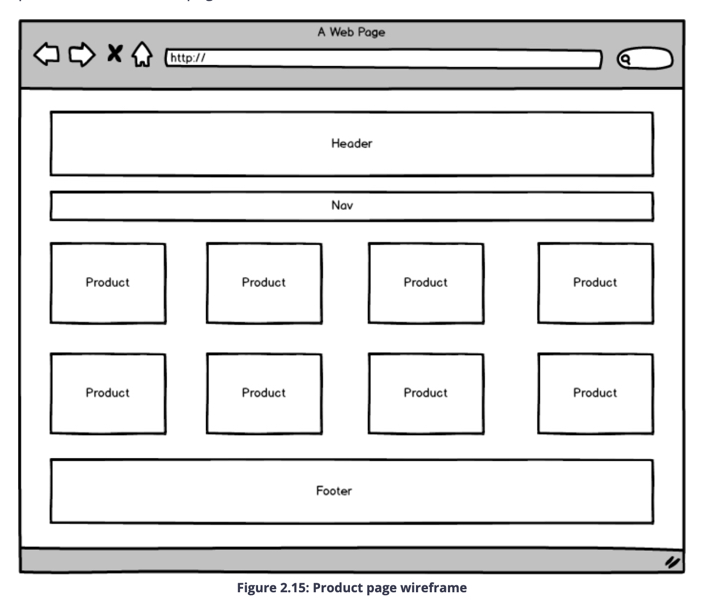 A Web Page
http://
Header
Nav
Product Product Product Product
Product Product Product Product
Footer
Figure 2.15: Product page wireframe